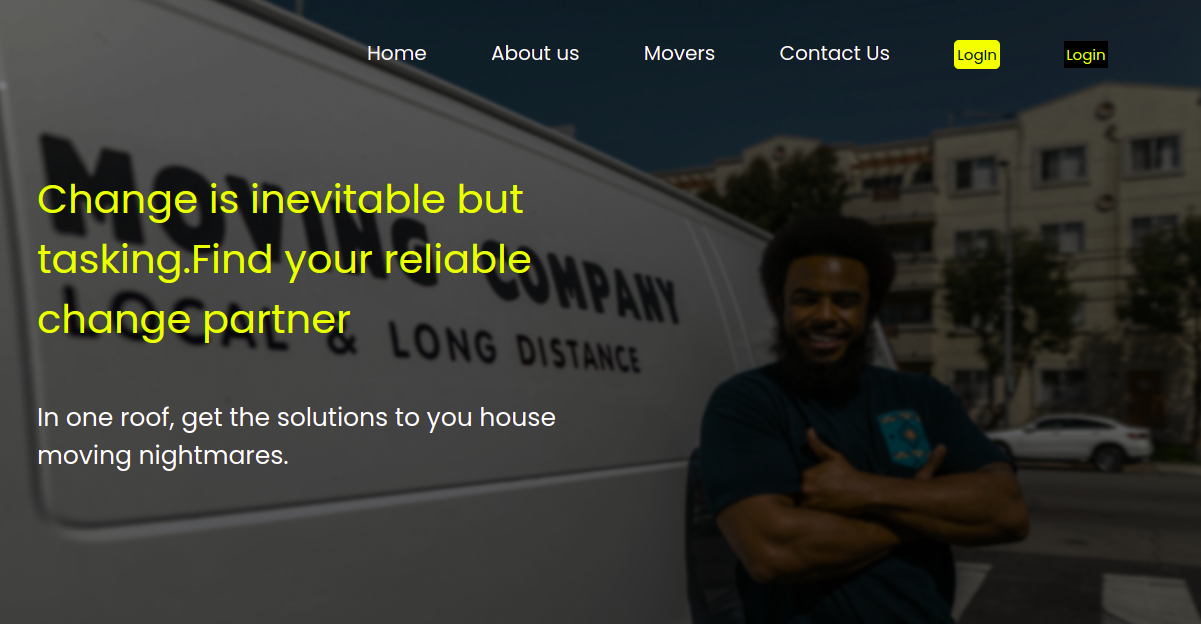 Home About us Movers Contact Us LogIn Login
MOVING COMPANY
LOCAL & LONG DISTANCE
Change is inevitable but
tasking.Find your reliable
change partner
In one roof, get the solutions to you house
moving nightmares.